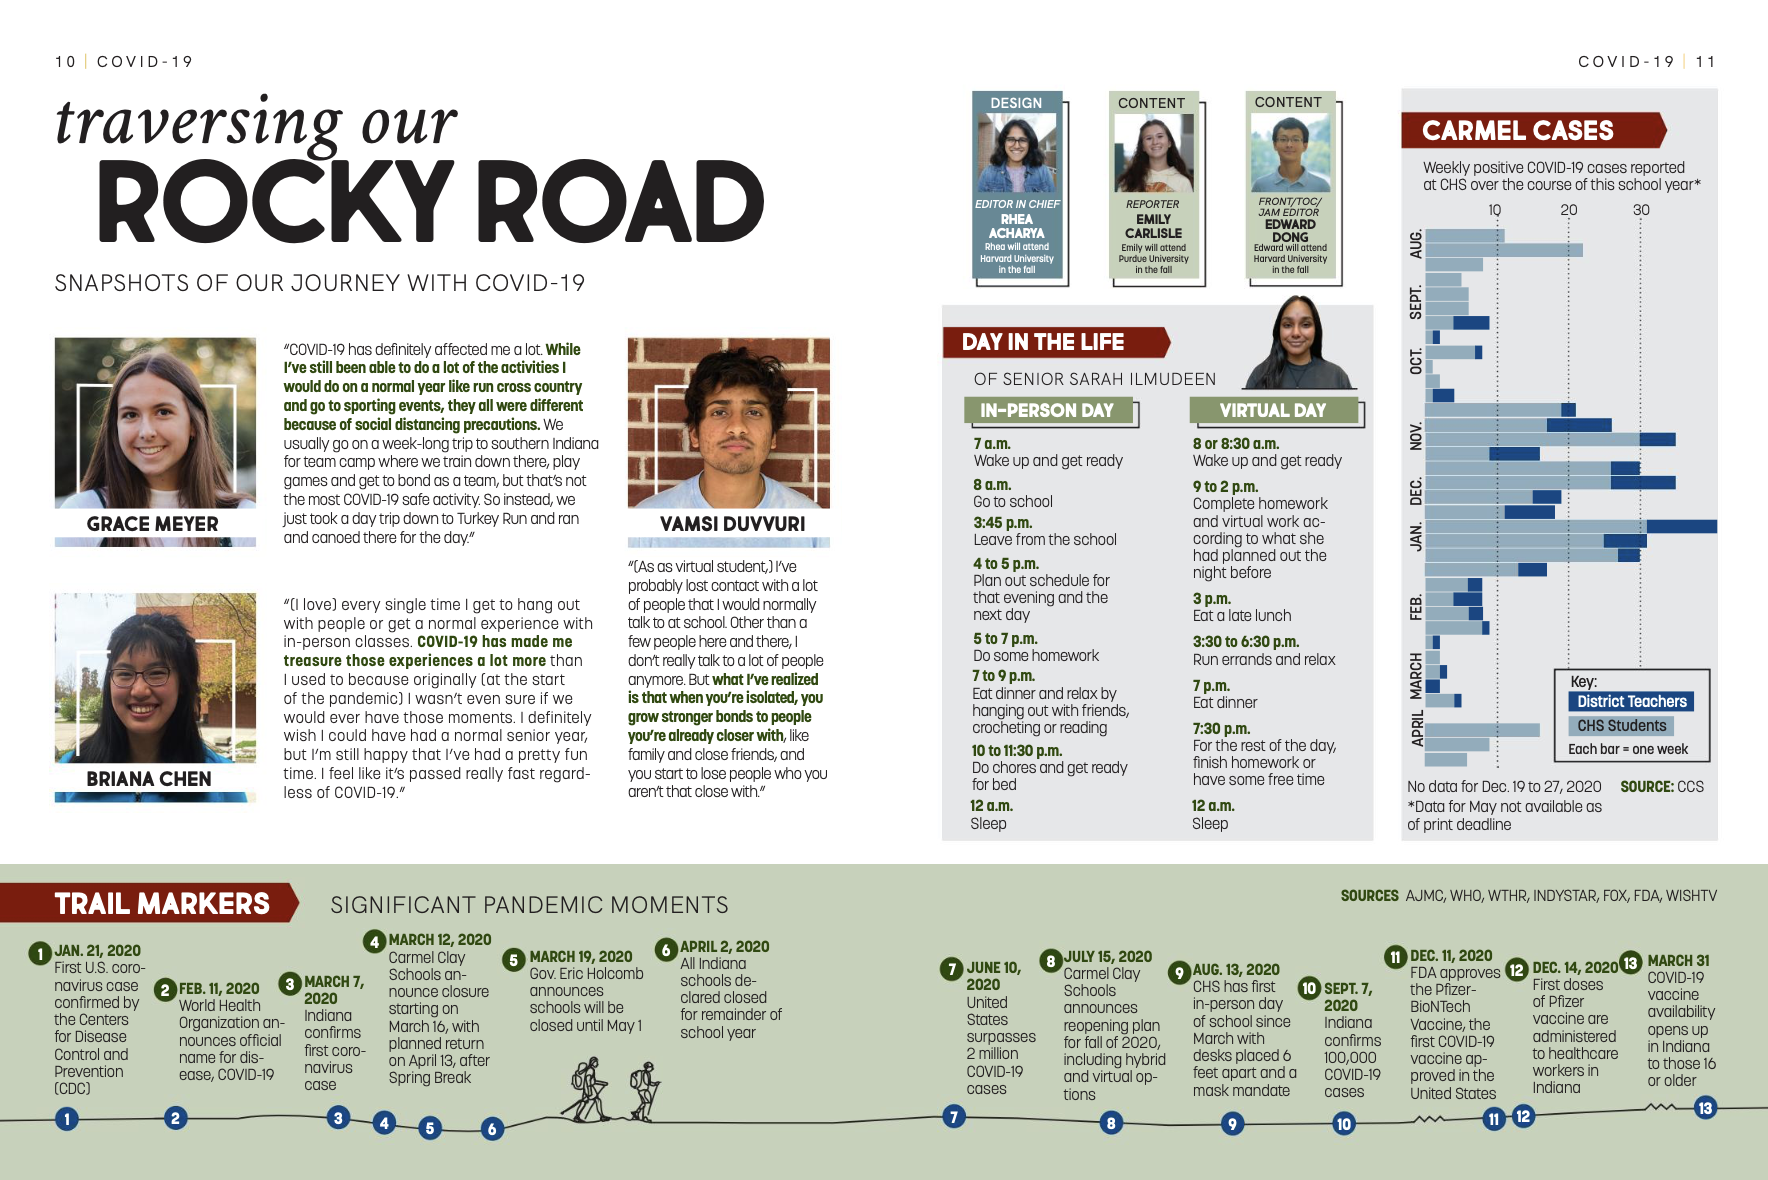 10 | COVID-19
COVID-19 | 11
traversing our
ROCKY ROAD
SNAPSHOTS OF OUR JOURNEY WITH COVID-19
GRACE MEYER
“COVID-19 has definitely affected me a lot. While
I’ve still been able to do a lot of the activities I
would do on a normal year like run cross country
and go to sporting events, they all were different
because of social distancing precautions. We
usually go on a week-long trip to southern Indiana
for team camp where we train down there, play
games and get to bond as a team, but that’s not
the most COVID-19 safe activity. So instead, we
just took a day trip down to Turkey Run and ran
and canoed there for the day.”
BRIANA CHEN
“(I love) every single time I get to hang out
with people or get a normal experience with
in-person classes. COVID-19 has made me
treasure those experiences a lot more than
I used to because originally (at the start
of the pandemic) I wasn’t even sure if we
would ever have those moments. I definitely
wish I could have had a normal senior year,
but I’m still happy that I’ve had a pretty fun
time. I feel like it’s passed really fast regard-
less of COVID-19.”
VAMSI DUVVURI
“(As as virtual student,) I’ve
probably lost contact with a lot
of people that I would normally
talk to at school. Other than a
few people here and there, I
don’t really talk to a lot of people
anymore. But what I’ve realized
is that when you’re isolated, you
grow stronger bonds to people
you’re already closer with, like
family and close friends, and
you start to lose people who you
aren’t that close with.”
DESIGN
EDITOR IN CHIEF
RHEA
ACHARYA
Rhea will attend
Harvard University
in the fall
CONTENT
REPORTER
EMILY
CARLISLE
Emily will attend
Purdue University
in the fall
CONTENT
FRONT/TOC/
JAM EDITOR
EDWARD
DONG
Edward will attend
Harvard University
in the fall
DAY IN THE LIFE
OF SENIOR SARAH ILMUDEEN
IN-PERSON DAY
7 a.m.
Wake up and get ready
8 a.m.
Go to school
3:45 p.m.
Leave from the school
4 to 5 p.m.
Plan out schedule for
that evening and the
next day
5 to 7 p.m.
Do some homework
7 to 9 p.m.
Eat dinner and relax by
hanging out with friends,
crocheting or reading
10 to 11:30 p.m.
Do chores and get ready
for bed
12 a.m.
Sleep
VIRTUAL DAY
8 or 8:30 a.m.
Wake up and get ready
9 to 2 p.m.
Complete homework
and virtual work ac-
cording to what she
had planned out the
night before
3 p.m.
Eat a late lunch
3:30 to 6:30 p.m.
Run errands and relax
7 p.m.
Eat dinner
7:30 p.m.
For the rest of the day,
finish homework or
have some free time
12 a.m.
Sleep
CARMEL CASES
Weekly positive COVID-19 cases reported
at CHS over the course of this school year*
10 20 30
AUG.
SEPT.
OCT.
NOV.
DEC.
JAN.
FEB.
MARCH
APRIL
Key:
District Teachers
CHS Students
Each bar = one week
No data for Dec. 19 to 27, 2020 SOURCE: CCS
*Data for May not available as
of print deadline
TRAIL MARKERS
SIGNIFICANT PANDEMIC MOMENTS
SOURCES AJMC, WHO, WTHR, INDYSTAR, FOX, FDA, WISHTV
1 JAN. 21, 2020
First U.S. coro-
navirus case
confirmed by
the Centers
for Disease
Control and
Prevention
(CDC)
2 FEB. 11, 2020
World Health
Organization an-
nounces official
name for dis-
ease, COVID-19
3 MARCH 7,
2020
Indiana
confirms
first coro-
navirus
case
4 MARCH 12, 2020
Carmel Clay
Schools an-
nounce closure
starting on
March 16, with
planned return
on April 13, after
Spring Break
5 MARCH 19, 2020
Gov. Eric Holcomb
announces
schools will be
closed until May 1
6 APRIL 2, 2020
All Indiana
schools de-
clared closed
for remainder of
school year
7 JUNE 10,
2020
United
States
surpasses
2 million
COVID-19
cases
8 JULY 15, 2020
Carmel Clay
Schools
announces
reopening plan
for fall of 2020,
including hybrid
and virtual op-
tions
9 AUG. 13, 2020
CHS has first
in-person day
of school since
March with
desks placed 6
feet apart and a
mask mandate
10 SEPT. 7,
2020
Indiana
confirms
100,000
COVID-19
cases
11 DEC. 11, 2020
FDA approves
the Pfizer-
BioNTech
Vaccine, the
first COVID-19
vaccine ap-
proved in the
United States
12 DEC. 14, 2020
First doses
of Pfizer
vaccine are
administered
to healthcare
workers in
Indiana
13 MARCH 31
COVID-19
vaccine
availability
opens up
in Indiana
to those 16
or older
1 2 3 4 5 6 7 8 9 10 11 12 13